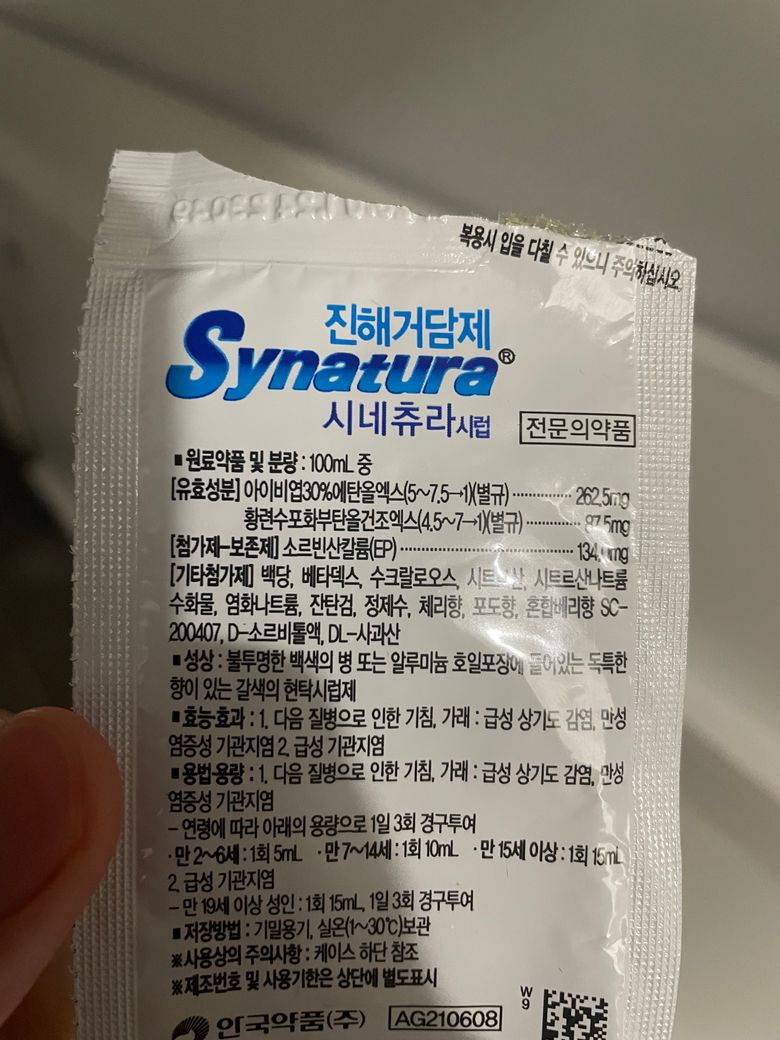 복용시 입을 다칠 수 있으니 주의하십시오.
진해거담제
Synatura®
시네츄라시럽
전문의약품
■ 원료약품 및 분량 : 100mL 중
[유효성분] 아이비엽30%에탄올엑스(5~7.5→1)(별규) ············ 262.5mg
황련수포화부탄올건조엑스(4.5~7→1)(별규) ············ 87.5mg
[첨가제-보존제] 소르빈산칼륨(EP) ························ 134.0mg
[기타첨가제] 백당, 베타덱스, 수크랄로오스, 시트르산, 시트르산나트륨
수화물, 염화나트륨, 잔탄검, 정제수, 체리향, 포도향, 혼합베리향 SC-
200407, D-소르비톨액, DL-사과산
■ 성상 : 불투명한 백색의 병 또는 알루미늄 호일포장에 들어있는 독특한
향이 있는 갈색의 현탁시럽제
■ 효능·효과 : 1. 다음 질병으로 인한 기침, 가래 : 급성 상기도 감염, 만성
염증성 기관지염 2. 급성 기관지염
■ 용법·용량 : 1. 다음 질병으로 인한 기침, 가래 : 급성 상기도 감염, 만성
염증성 기관지염
- 연령에 따라 아래의 용량으로 1일 3회 경구투여
· 만 2~6세 : 1회 5mL · 만 7~14세 : 1회 10mL · 만 15세 이상 : 1회 15mL
2. 급성 기관지염
- 만 19세 이상 성인 : 1회 15mL, 1일 3회 경구투여
■ 저장방법 : 기밀용기, 실온(1~30℃)보관
※사용상의 주의사항 : 케이스 하단 참조
※제조번호 및 사용기한은 상단에 별도표시
안국약품(주) AG210608
W
9